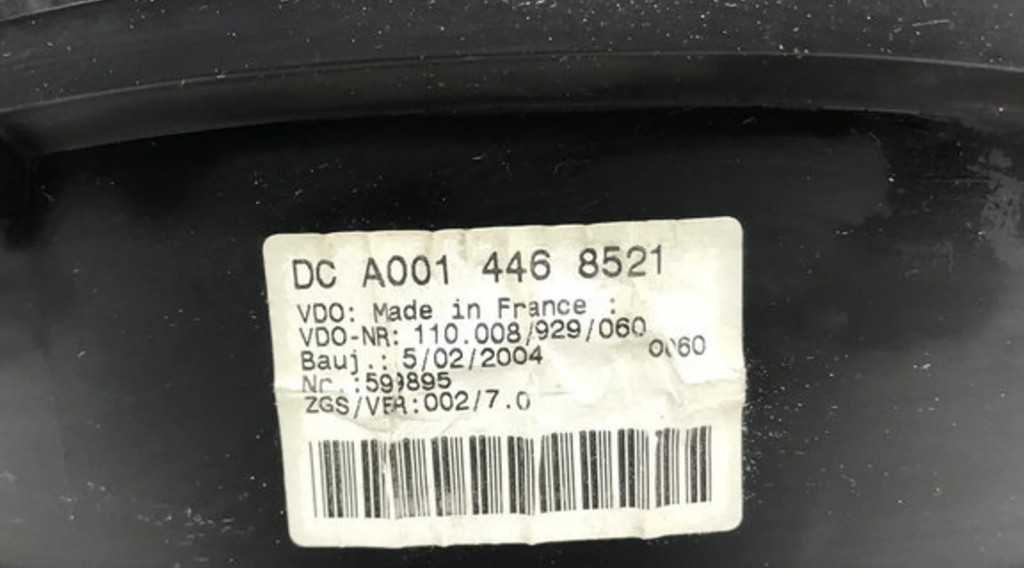 DC A001 446 8521
VDO: Made in France :
VDO-NR: 110.008/929/060
Bauj.: 5/02/2004
ZGS/VER:002/7.0